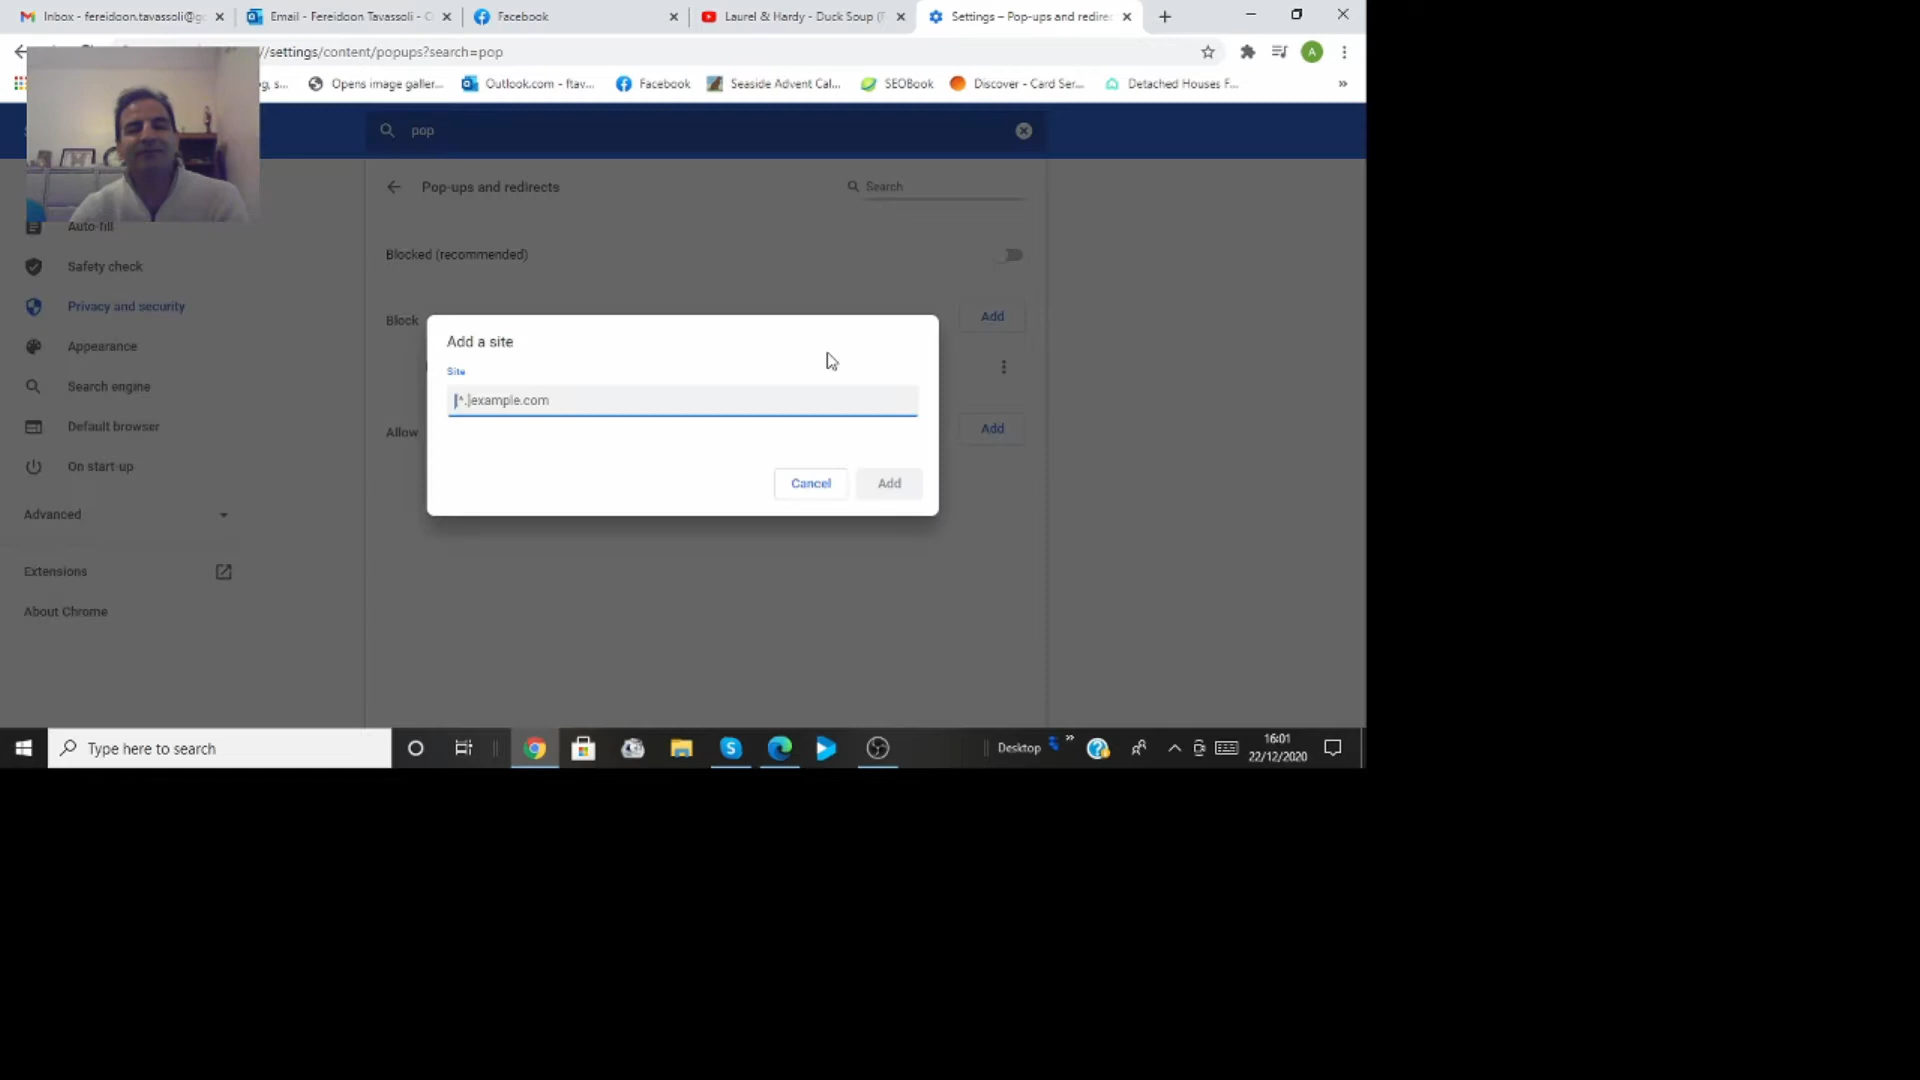 Inbox - fereidoon.tavassoli@g
Email - Fereidoon Tavassoli -
Facebook
Laurel & Hardy - Duck Soup (
Settings – Pop-ups and redire
//settings/content/popups?search=pop
Opens image galler...
Outlook.com - ftav...
Facebook
Seaside Advent Cal...
SEOBook
Discover - Card Ser...
Detached Houses F...
»
A
pop
Pop-ups and redirects
Search
Blocked (recommended)
Block
Add
Allow
Add
Auto-fill
Safety check
Privacy and security
Appearance
Search engine
Default browser
On start-up
Advanced
Extensions
About Chrome
Add a site
Site
[*.]example.com
Cancel
Add
Type here to search
Desktop
»
16:01
22/12/2020